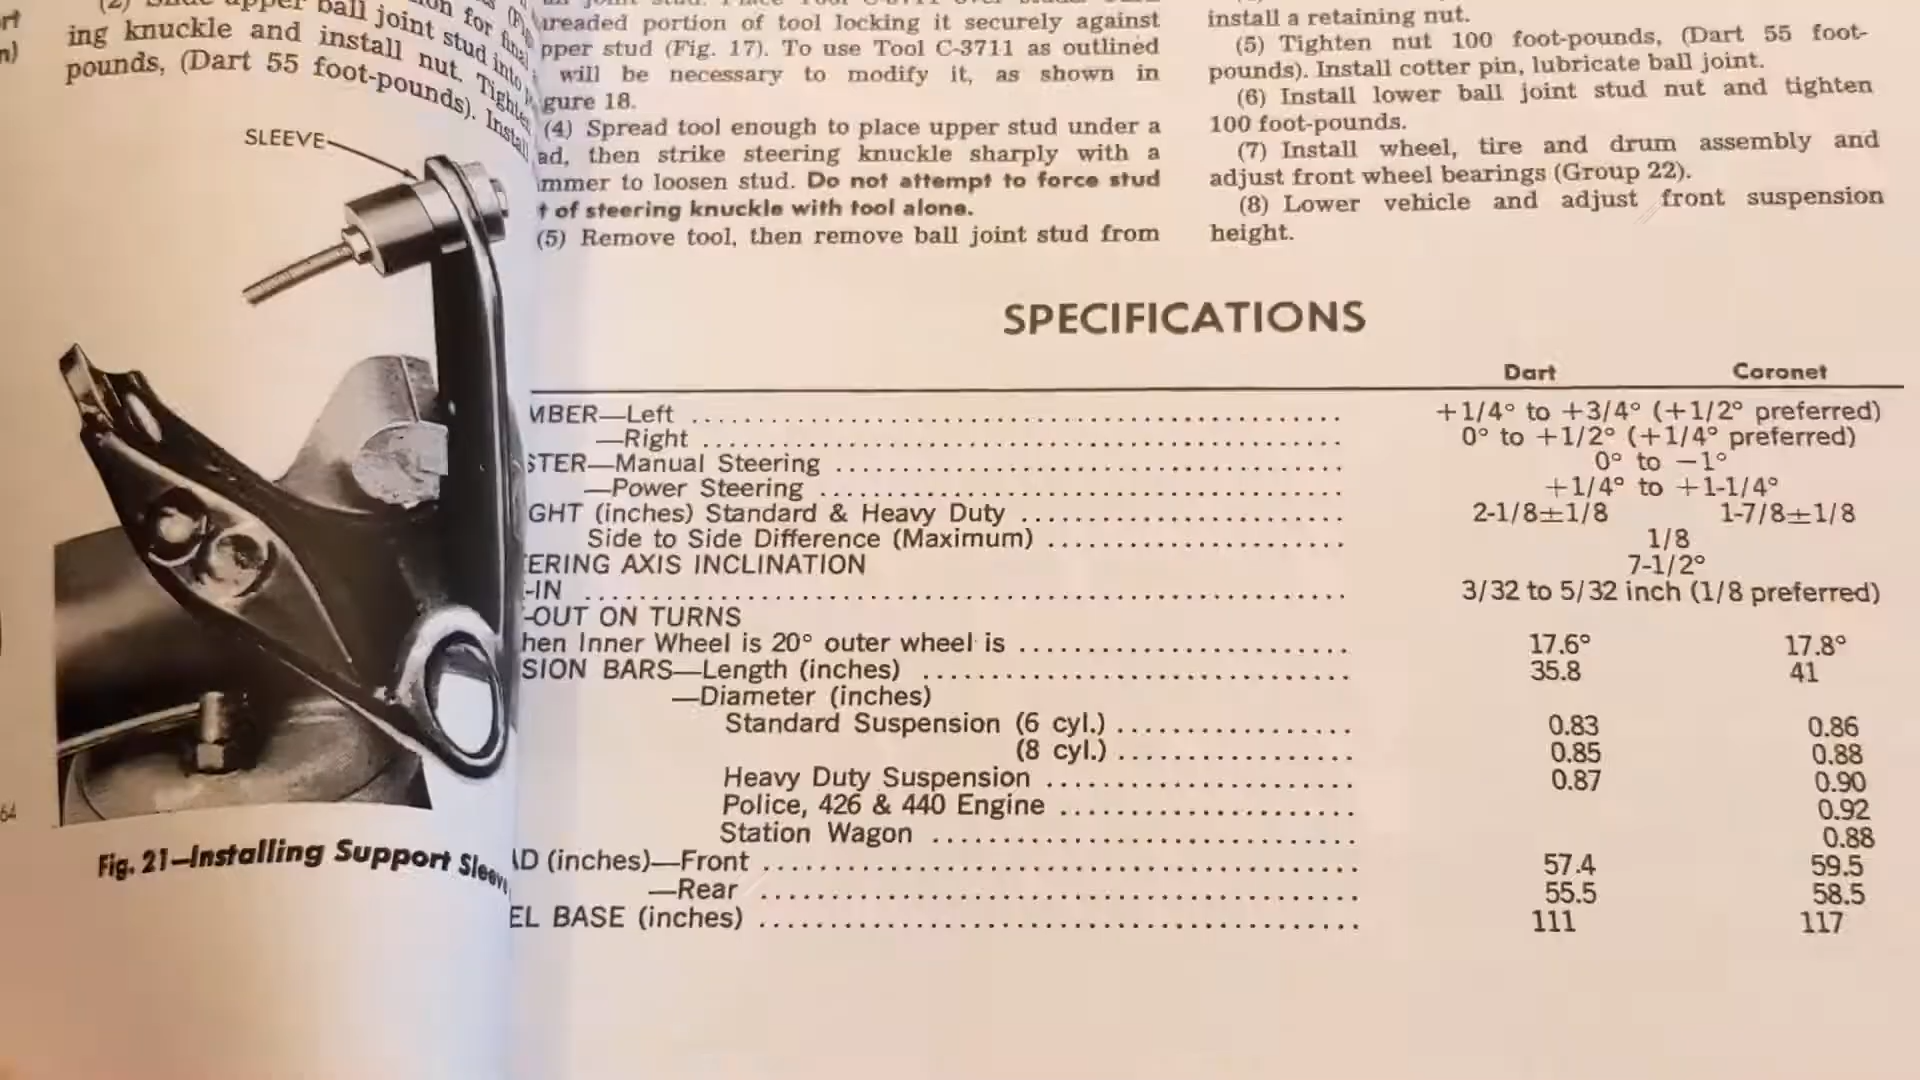 ing knuckle and install nut. Tighten
pounds, (Dart 55 foot-pounds). Install
SLEEVE
64
Fig. 21—Installing Support Sleeve
portion of tool locking it securely against
stud (Fig. 17). To use Tool C-3711 as outlined
will be necessary to modify it, as shown in
gure 18.
(4) Spread tool enough to place upper stud under a
ad, then strike steering knuckle sharply with a
mmer to loosen stud. Do not attempt to force stud
t of steering knuckle with tool alone.
(5) Remove tool, then remove ball joint stud from
install a retaining nut.
(5) Tighten nut 100 foot-pounds, (Dart 55 foot-
pounds). Install cotter pin, lubricate ball joint.
(6) Install lower ball joint stud nut and tighten
100 foot-pounds.
(7) Install wheel, tire and drum assembly and
adjust front wheel bearings (Group 22).
(8) Lower vehicle and adjust front suspension
height.
SPECIFICATIONS
Dart Coronet
MBER—Left +1/4° to +3/4° (+1/2° preferred)
—Right 0° to +1/2° (+1/4° preferred)
STER—Manual Steering 0° to —1°
—Power Steering +1/4° to +1-1/4°
GHT (inches) Standard & Heavy Duty 2-1/8±1/8 1-7/8±1/8
Side to Side Difference (Maximum) 1/8
ERING AXIS INCLINATION 7-1/2°
-IN 3/32 to 5/32 inch (1/8 preferred)
-OUT ON TURNS
hen Inner Wheel is 20° outer wheel is 17.6° 17.8°
SION BARS—Length (inches) 35.8 41
—Diameter (inches)
Standard Suspension (6 cyl.) 0.83 0.86
(8 cyl.) 0.85 0.88
Heavy Duty Suspension 0.87 0.90
Police, 426 & 440 Engine 0.92
Station Wagon 0.88
AD (inches)—Front 57.4 59.5
—Rear 55.5 58.5
EL BASE (inches) 111 117